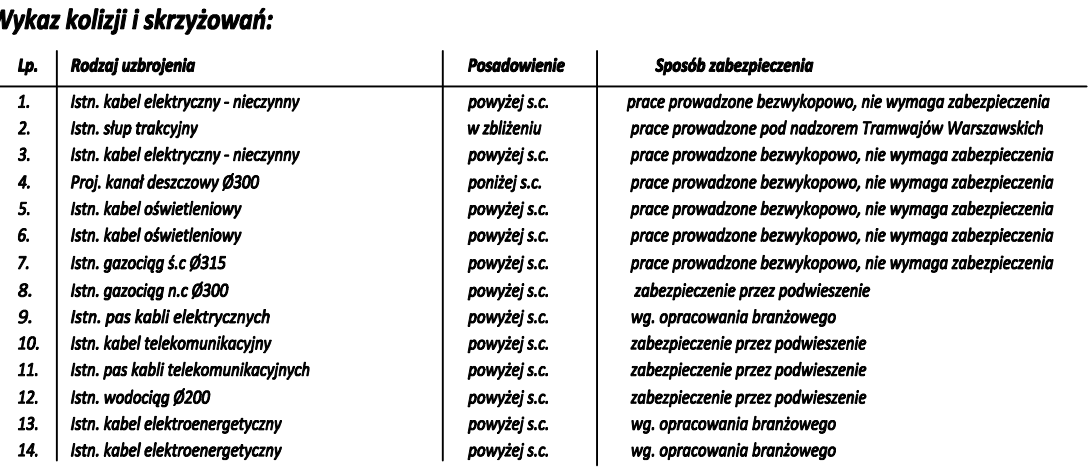 Wykaz kolizji i skrzyżowań:
Lp. Rodzaj uzbrojenia Posadowienie Sposób zabezpieczenia
1. Istn. kabel elektryczny - nieczynny powyżej s.c. prace prowadzone bezwykopowo, nie wymaga zabezpieczenia
2. Istn. słup trakcyjny w zbliżeniu prace prowadzone pod nadzorem Tramwajów Warszawskich
3. Istn. kabel elektryczny - nieczynny powyżej s.c. prace prowadzone bezwykopowo, nie wymaga zabezpieczenia
4. Proj. kanał deszczowy Ø300 poniżej s.c. prace prowadzone bezwykopowo, nie wymaga zabezpieczenia
5. Istn. kabel oświetleniowy powyżej s.c. prace prowadzone bezwykopowo, nie wymaga zabezpieczenia
6. Istn. kabel oświetleniowy powyżej s.c. prace prowadzone bezwykopowo, nie wymaga zabezpieczenia
7. Istn. gazociąg ś.c Ø315 powyżej s.c. prace prowadzone bezwykopowo, nie wymaga zabezpieczenia
8. Istn. gazociąg n.c Ø300 powyżej s.c. zabezpieczenie przez podwieszenie
9. Istn. pas kabli elektrycznych powyżej s.c. wg. opracowania branżowego
10. Istn. kabel telekomunikacyjny powyżej s.c. zabezpieczenie przez podwieszenie
11. Istn. pas kabli telekomunikacyjnych powyżej s.c. zabezpieczenie przez podwieszenie
12. Istn. wodociąg Ø200 powyżej s.c. zabezpieczenie przez podwieszenie
13. Istn. kabel elektroenergetyczny powyżej s.c. wg. opracowania branżowego
14. Istn. kabel elektroenergetyczny powyżej s.c. wg. opracowania branżowego